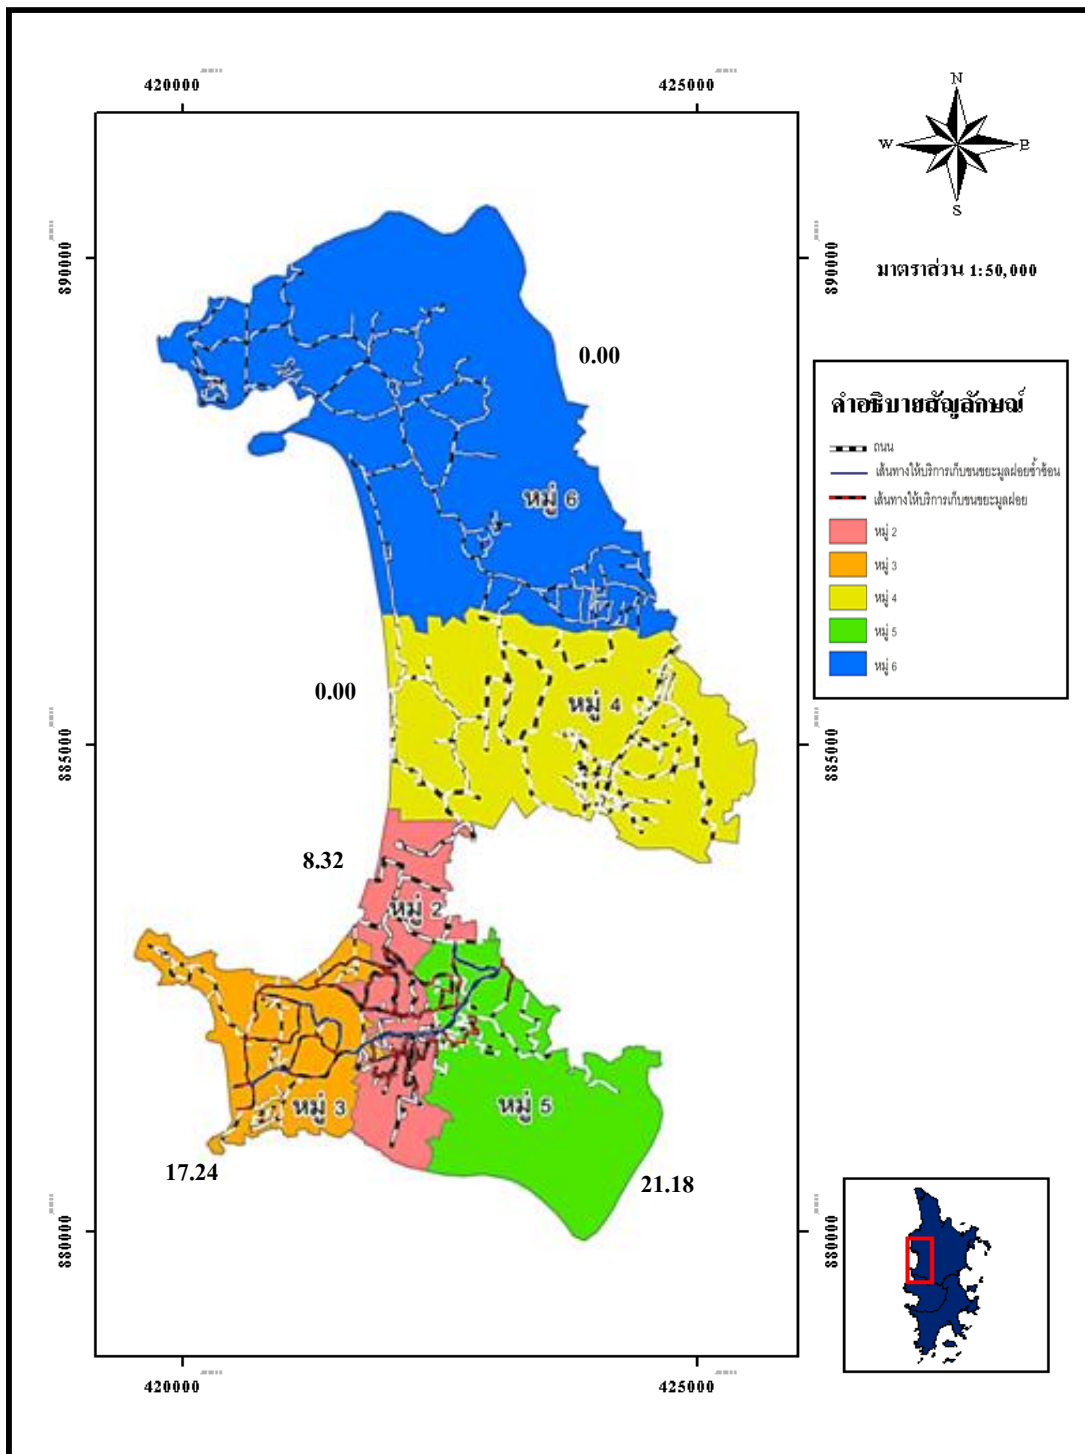 420000
425000
N
W
E
S
890000
890000
มาตราส่วน 1:50,000
0.00
คำอธิบายสัญลักษณ์
ถนน
เส้นทางให้บริการเก็บขนขยะมูลฝอยซ้ำซ้อน
เส้นทางให้บริการเก็บขนขยะมูลฝอย
หมู่ 2
หมู่ 3
หมู่ 4
หมู่ 5
หมู่ 6
หมู่ 6
0.00
หมู่ 4
885000
885000
8.32
หมู่ 2
หมู่ 3
หมู่ 5
17.24
21.18
880000
880000
420000
425000